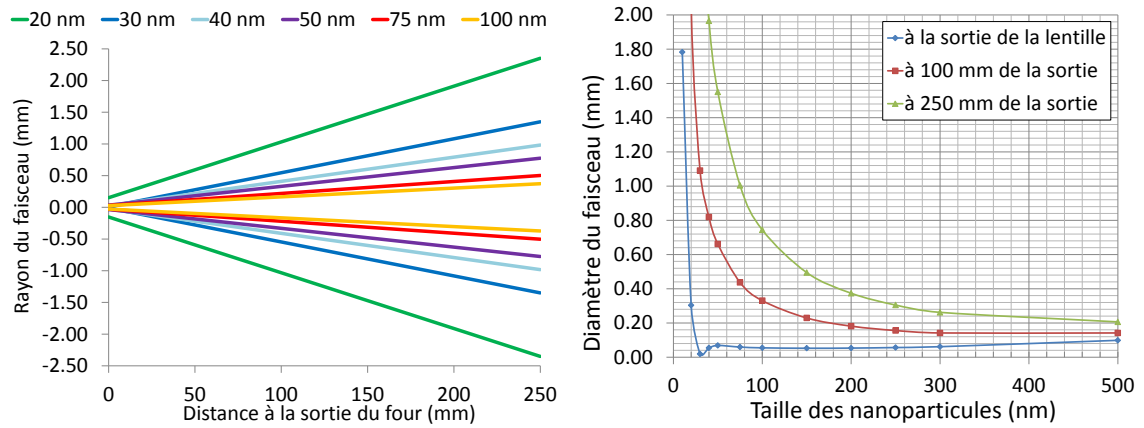 20 nm 30 nm 40 nm 50 nm 75 nm 100 nm
2.50
2.00
1.50
1.00
0.50
0.00
-0.50
-1.00
-1.50
-2.00
-2.50
Rayon du faisceau (mm)
0 50 100 150 200 250
Distance à la sortie du four (mm)
2.00
1.80
1.60
1.40
1.20
1.00
0.80
0.60
0.40
0.20
0.00
Diamètre du faisceau (mm)
à la sortie de la lentille
à 100 mm de la sortie
à 250 mm de la sortie
0 100 200 300 400 500
Taille des nanoparticules (nm)